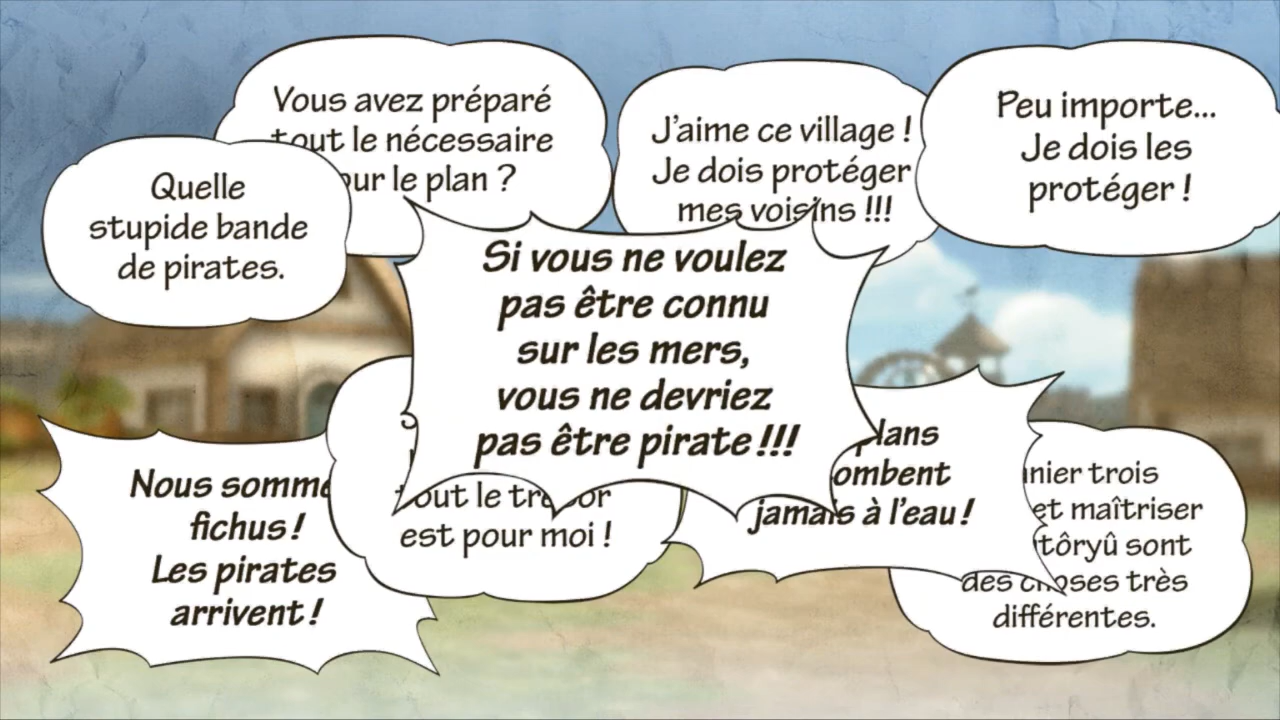 Vous avez préparé
tout le nécessaire
pour le plan ?
J'aime ce village !
Je dois protéger
mes voisins !!!
Peu importe...
Je dois les
protéger !
Quelle
stupide bande
de pirates.
Si vous ne voulez
pas être connu
sur les mers,
vous ne devriez
pas être pirate !!!
Nous sommes
fichus !
Les pirates
arrivent !
tout le trésor
est pour moi !
plans
tombent
jamais à l'eau !
trois
et maîtriser
sont
des choses très
différentes.